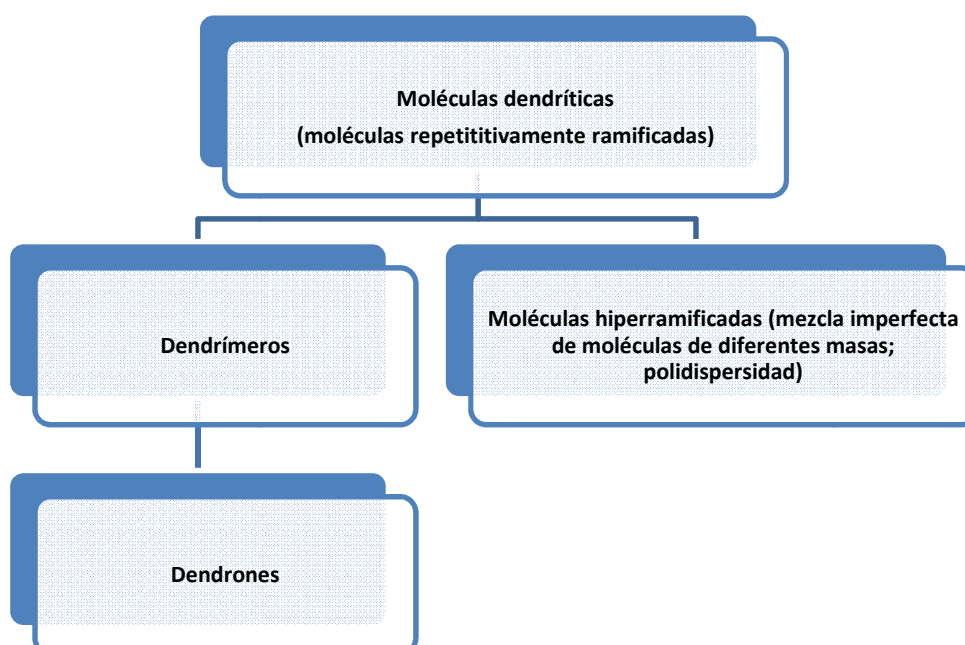 Moléculas dendríticas
(moléculas repetititivamente ramificadas)
Dendrímeros
Moléculas hiperramificadas (mezcla imperfecta
de moléculas de diferentes masas;
polidispersidad)
Dendrones